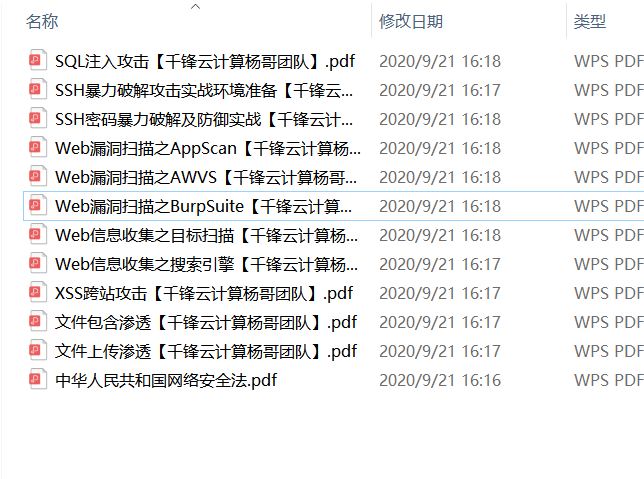 名称 修改日期 类型
SQL注入攻击【千锋云计算杨哥团队】.pdf 2020/9/21 16:18 WPS PDF
SSH暴力破解攻击实战环境准备【千锋云... 2020/9/21 16:17 WPS PDF
SSH密码暴力破解及防御实战【千锋云计... 2020/9/21 16:18 WPS PDF
Web漏洞扫描之AppScan【千锋云计算杨... 2020/9/21 16:18 WPS PDF
Web漏洞扫描之AWVS【千锋云计算杨哥... 2020/9/21 16:17 WPS PDF
Web漏洞扫描之BurpSuite【千锋云计算... 2020/9/21 16:18 WPS PDF
Web信息收集之目标扫描【千锋云计算杨... 2020/9/21 16:18 WPS PDF
Web信息收集之搜索引擎【千锋云计算杨... 2020/9/21 16:17 WPS PDF
XSS跨站攻击【千锋云计算杨哥团队】.pdf 2020/9/21 16:17 WPS PDF
文件包含渗透【千锋云计算杨哥团队】.pdf 2020/9/21 16:17 WPS PDF
文件上传渗透【千锋云计算杨哥团队】.pdf 2020/9/21 16:17 WPS PDF
中华人民共和国网络安全法.pdf 2020/9/21 16:16 WPS PDF